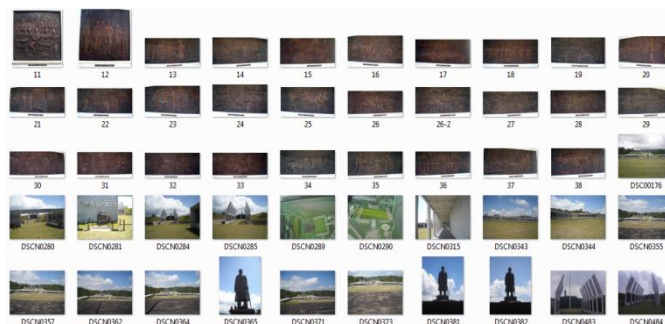 11 12 13 14 15 16 17 18 19 20
21 22 23 24 25 26 26-2 27 28 29
30 31 32 33 34 35 36 37 38 DSC00176
DSCN0280 DSCN0281 DSCN0284 DSCN0285 DSCN0289 DSCN0290 DSCN0315 DSCN0343 DSCN0344 DSCN0355
DSCN0357 DSCN0362 DSCN0364 DSCN0365 DSCN0371 DSCN0373 DSCN0381 DSCN0382 DSCN0483 DSCN0484